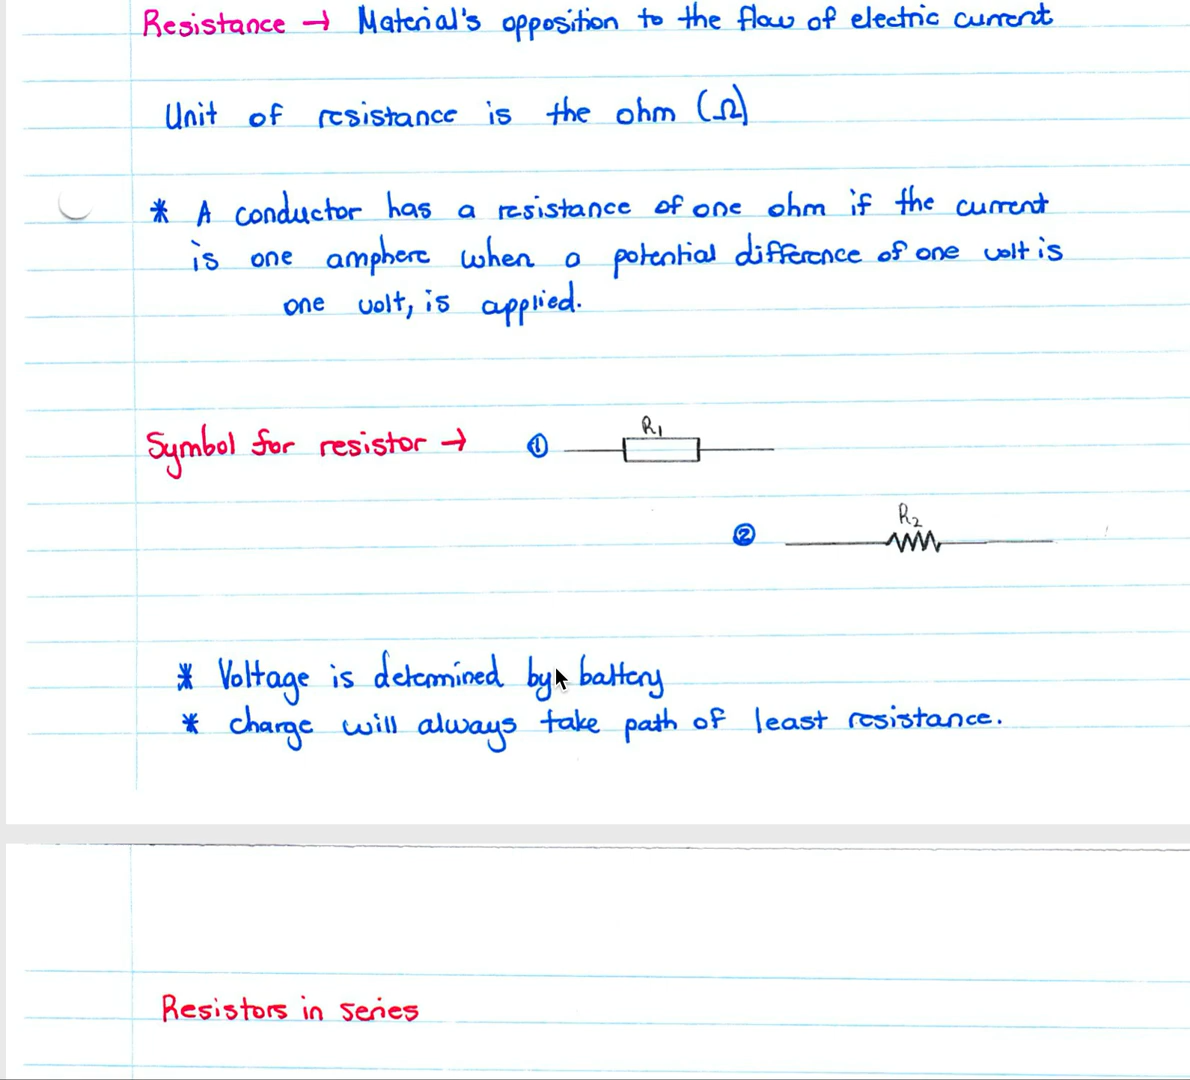 Resistance → Material's opposition to the flow of electric current
Unit of resistance is the ohm (Ω)
* A conductor has a resistance of one ohm if the current
is one amphere when a potential difference of one volt is
one volt, is applied.
Symbol for resistor → ① R₁
② R₂
* Voltage is determined by battery
* charge will always take path of least resistance.
Resistors in series